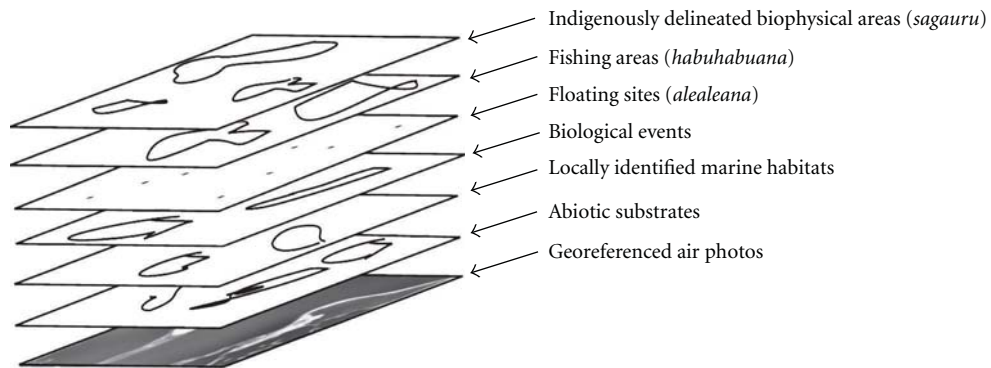 Indigenously delineated biophysical areas (sagauru)
Fishing areas (habuhabuana)
Floating sites (alealeana)
Biological events
Locally identified marine habitats
Abiotic substrates
Georeferenced air photos